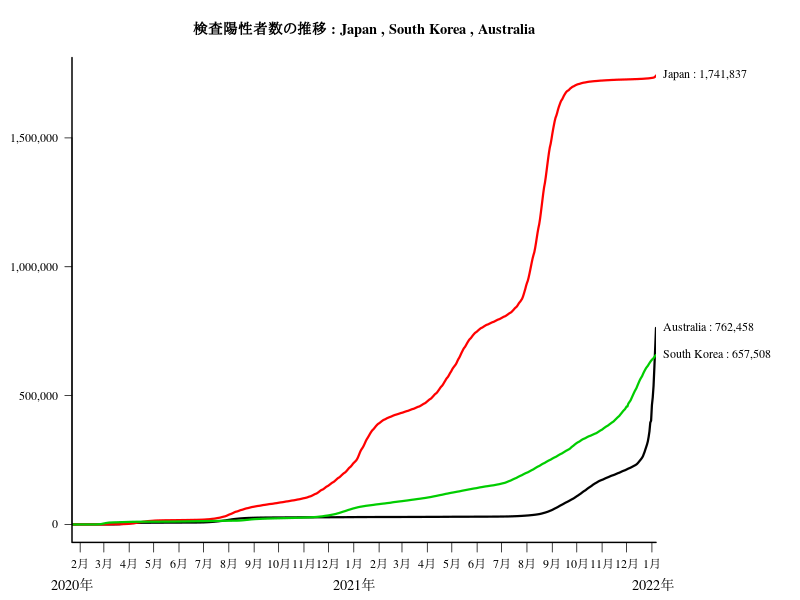 検査陽性者数の推移 : Japan , South Korea , Australia
Japan : 1,741,837
1,500,000
1,000,000
Australia : 762,458
South Korea : 657,508
500,000
0
2月 3月 4月 5月 6月 7月 8月 9月 10月 11月 12月 1月 2月 3月 4月 5月 6月 7月 8月 9月 10月 11月 12月 1月
2020年 2021年 2022年